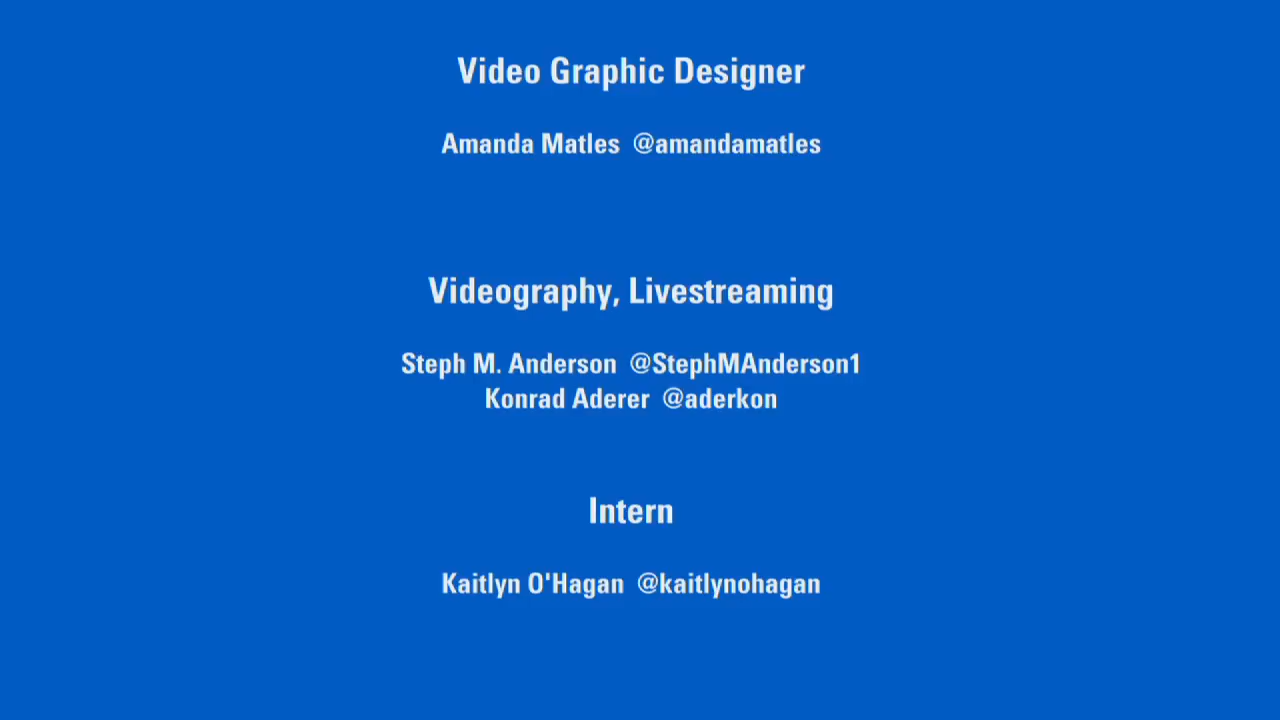 Video Graphic Designer
Amanda Matles @amandamatles
Videography, Livestreaming
Steph M. Anderson @StephMAnderson1
Konrad Aderer @aderkon
Intern
Kaitlyn O'Hagan @kaitlynohagan